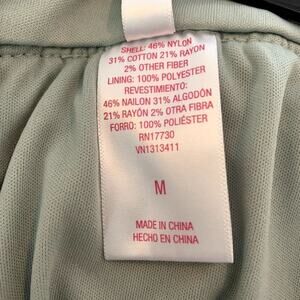 SHELL: 46% NYLON
31% COTTON 21% RAYON
2% OTHER FIBER
LINING: 100% POLYESTER
REVESTIMIENTO:
46% NAILON 31% ALGODÓN
21% RAYÓN 2% OTRA FIBRA
FORRO: 100% POLIÉSTER
RN17730
VN1313411
M
MADE IN CHINA
HECHO EN CHINA